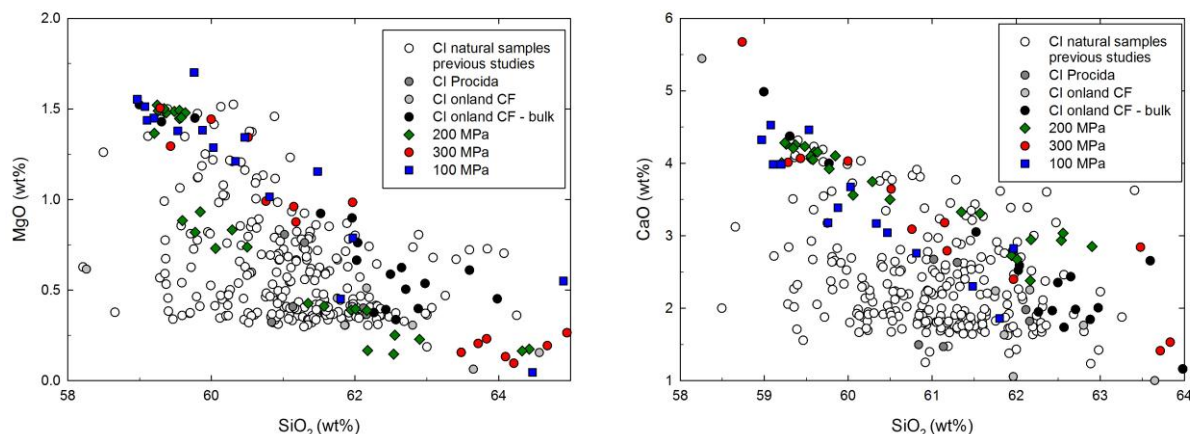 2.0
1.5
1.0
0.5
0.0
MgO (wt%)
58
60
62
64
SiO2 (wt%)
CI natural samples
previous studies
CI Procida
CI onland CF
CI onland CF - bulk
200 MPa
300 MPa
100 MPa
6
5
4
3
2
1
CaO (wt%)
58
59
60
61
62
63
64
SiO2 (wt%)
CI natural samples
previous studies
CI Procida
CI onland CF
CI onland CF - bulk
200 MPa
300 MPa
100 MPa